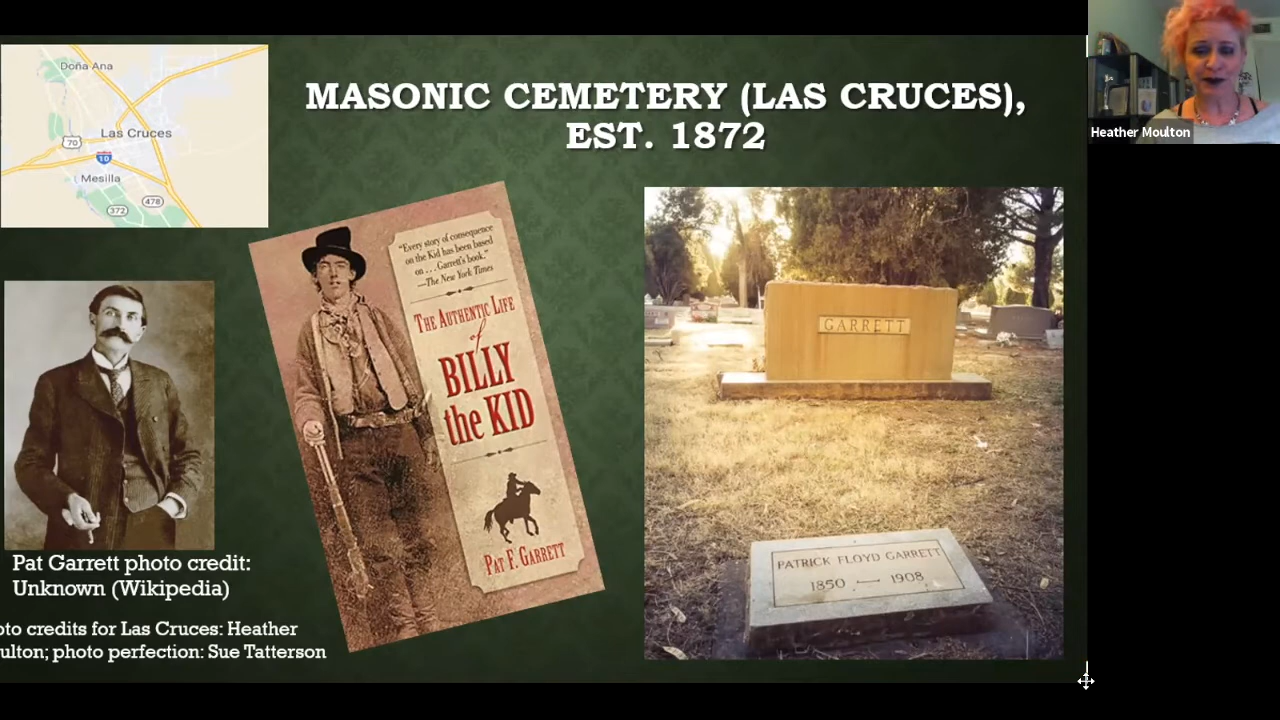 Doña Ana
Las Cruces
70
10
Mesilla
372
478
MASONIC CEMETERY (LAS CRUCES),
EST. 1872
Heather Moulton
"Every story of consequence
on the Kid has been based
on . . . Garrett's book."
—The New York Times
THE AUTHENTIC LIFE
of
BILLY
the KID
PAT F. GARRETT
GARRETT
PATRICK FLOYD GARRETT
1850 — 1908
Pat Garrett photo credit:
Unknown (Wikipedia)
oto credits for Las Cruces: Heather
ulton; photo perfection: Sue Tatterson